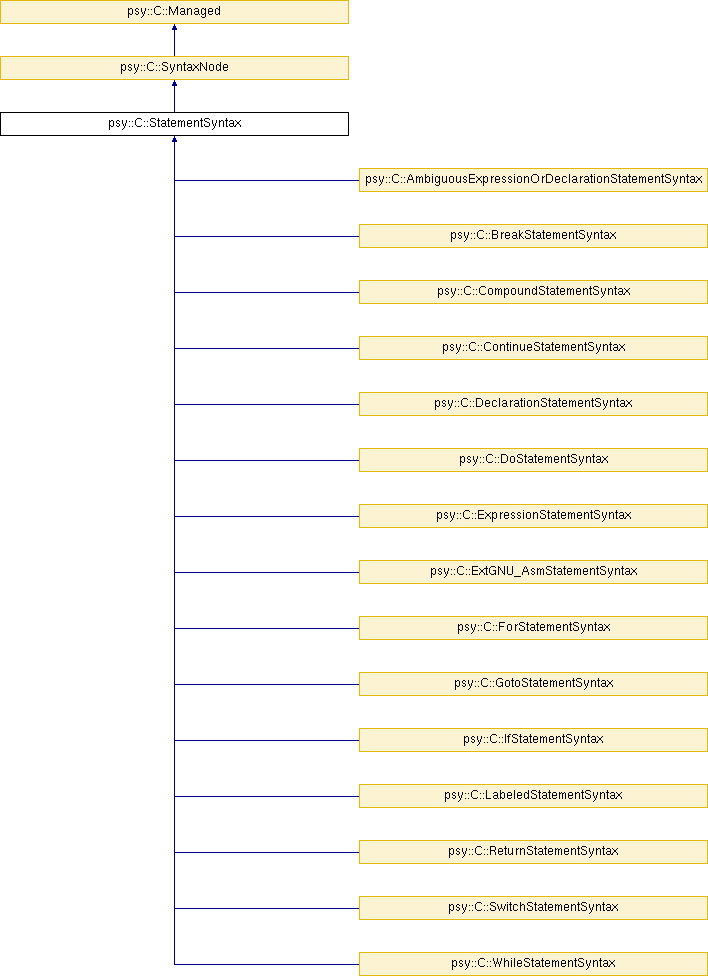 psy::C::Managed
psy::C::SyntaxNode
psy::C::StatementSyntax
psy::C::AmbiguousExpressionOrDeclarationStatementSyntax
psy::C::BreakStatementSyntax
psy::C::CompoundStatementSyntax
psy::C::ContinueStatementSyntax
psy::C::DeclarationStatementSyntax
psy::C::DoStatementSyntax
psy::C::ExpressionStatementSyntax
psy::C::ExtGNU_AsmStatementSyntax
psy::C::ForStatementSyntax
psy::C::GotoStatementSyntax
psy::C::IfStatementSyntax
psy::C::LabeledStatementSyntax
psy::C::ReturnStatementSyntax
psy::C::SwitchStatementSyntax
psy::C::WhileStatementSyntax